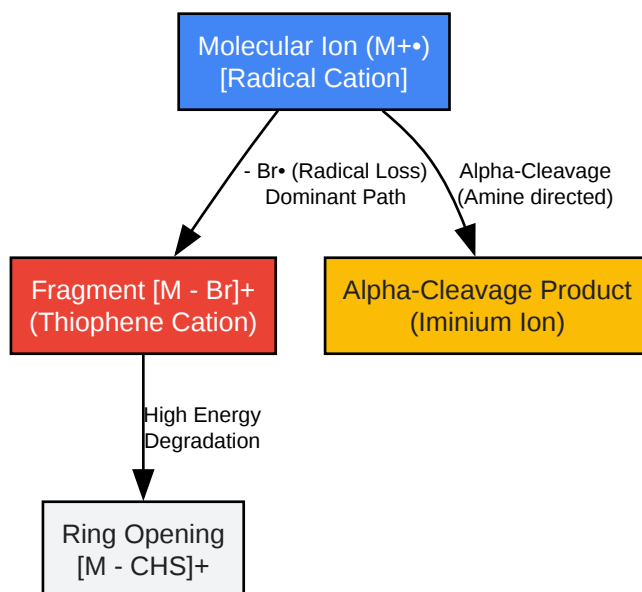 Molecular Ion (M+•)
[Radical Cation]
- Br• (Radical Loss)
Dominant Path
Alpha-Cleavage
(Amine directed)
Fragment [M - Br]+
(Thiophene Cation)
Alpha-Cleavage Product
(Iminium Ion)
High Energy
Degradation
Ring Opening
[M - CHS]+